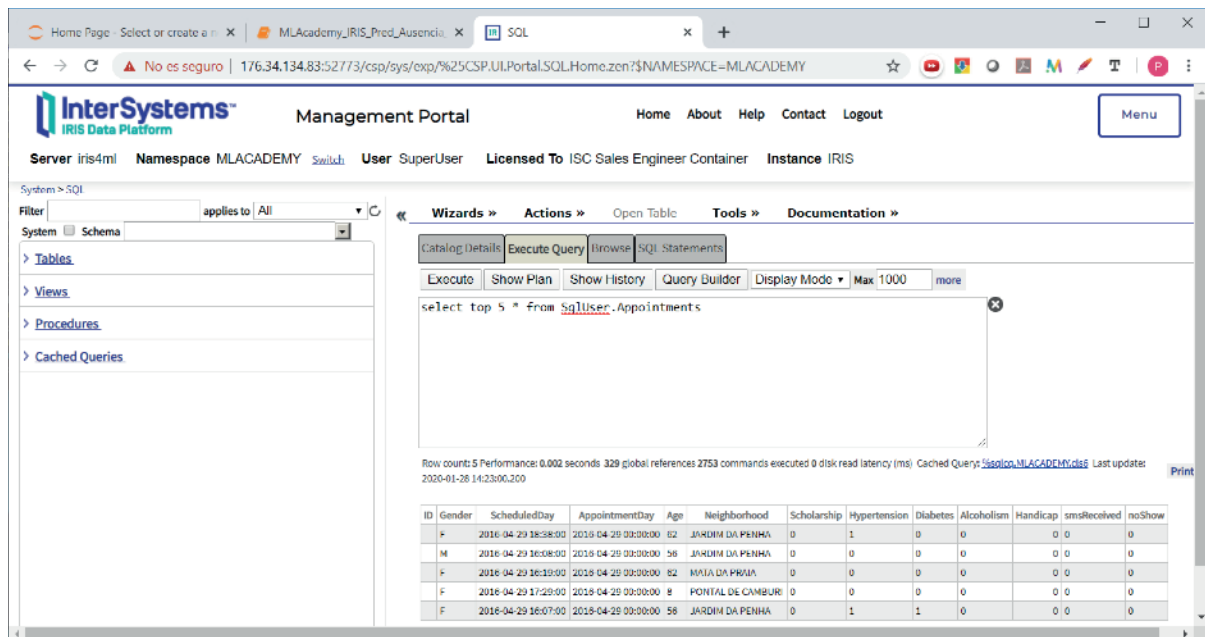 Home Page - Select or create a n
MLAcademy_IRIS_Pred_Ausencia
IR SQL
No es seguro | 176.34.134.83:52773/csp/sys/exp/%25CSP.UI.Portal.SQL.Home.zen?$NAMESPACE=MLACADEMY
InterSystems™
IRIS Data Platform
Management Portal
Home About Help Contact Logout
Menu
Server iris4ml Namespace MLACADEMY Switch User SuperUser Licensed To ISC Sales Engineer Container Instance IRIS
System > SQL
Filter applies to All
System Schema
Tables
Views
Procedures
Cached Queries
« Wizards » Actions » Open Table Tools » Documentation »
Catalog Details Execute Query Browse SQL Statements
Execute Show Plan Show History Query Builder Display Mode Max 1000 more
select top 5 * from SqlUser.Appointments
Row count: 5 Performance: 0.002 seconds 329 global references 2753 commands executed 0 disk read latency (ms) Cached Query: %sqlcq.MLACADEMY.cls6 Last update:
2020-01-28 14:23:00.200
Print
ID Gender ScheduledDay AppointmentDay Age Neighborhood Scholarship Hypertension Diabetes Alcoholism Handicap smsReceived noShow
F 2016-04-29 18:38:00 2016-04-29 00:00:00 62 JARDIM DA PENHA 0 1 0 0 0 0 0
M 2016-04-29 16:08:00 2016-04-29 00:00:00 56 JARDIM DA PENHA 0 0 0 0 0 0 0
F 2016-04-29 16:19:00 2016-04-29 00:00:00 62 MATA DA PRAIA 0 0 0 0 0 0 0
F 2016-04-29 17:29:00 2016-04-29 00:00:00 8 PONTAL DE CAMBURI 0 0 0 0 0 0 0
F 2016-04-29 16:07:00 2016-04-29 00:00:00 56 JARDIM DA PENHA 0 1 1 0 0 0 0